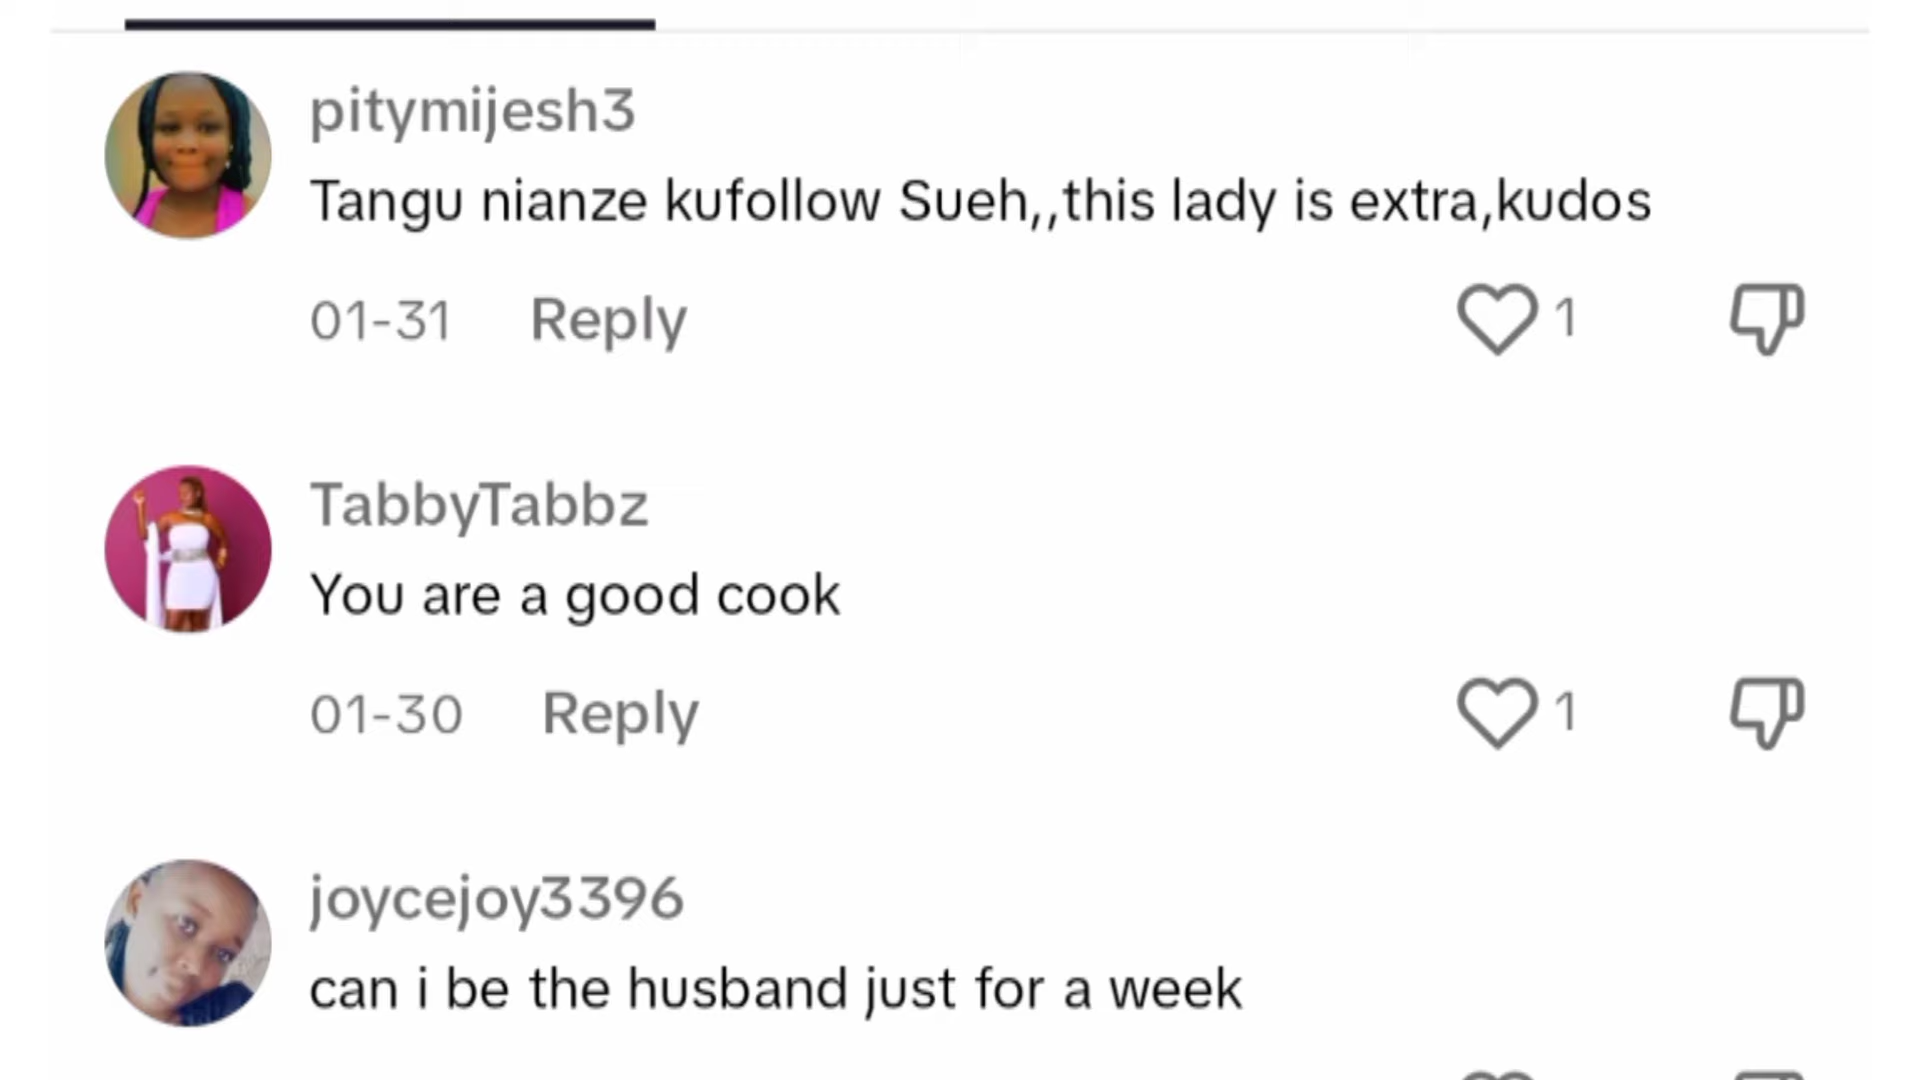 pitymijesh3
Tangu nianze kufollow Sueh,,this lady is extra,kudos
01-31 Reply 1
TabbyTabbz
You are a good cook
01-30 Reply 1
joycejoy3396
can i be the husband just for a week